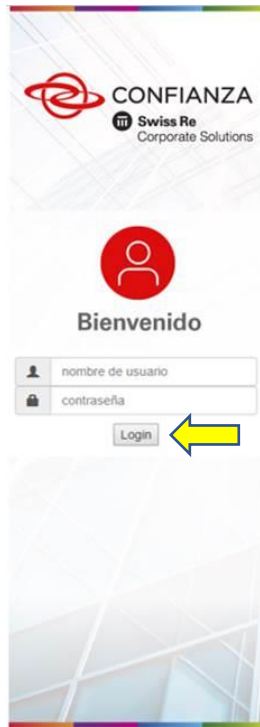 CONFIANZA
Swiss Re
Corporate Solutions
Bienvenido
nombre de usuario
contraseña
Login